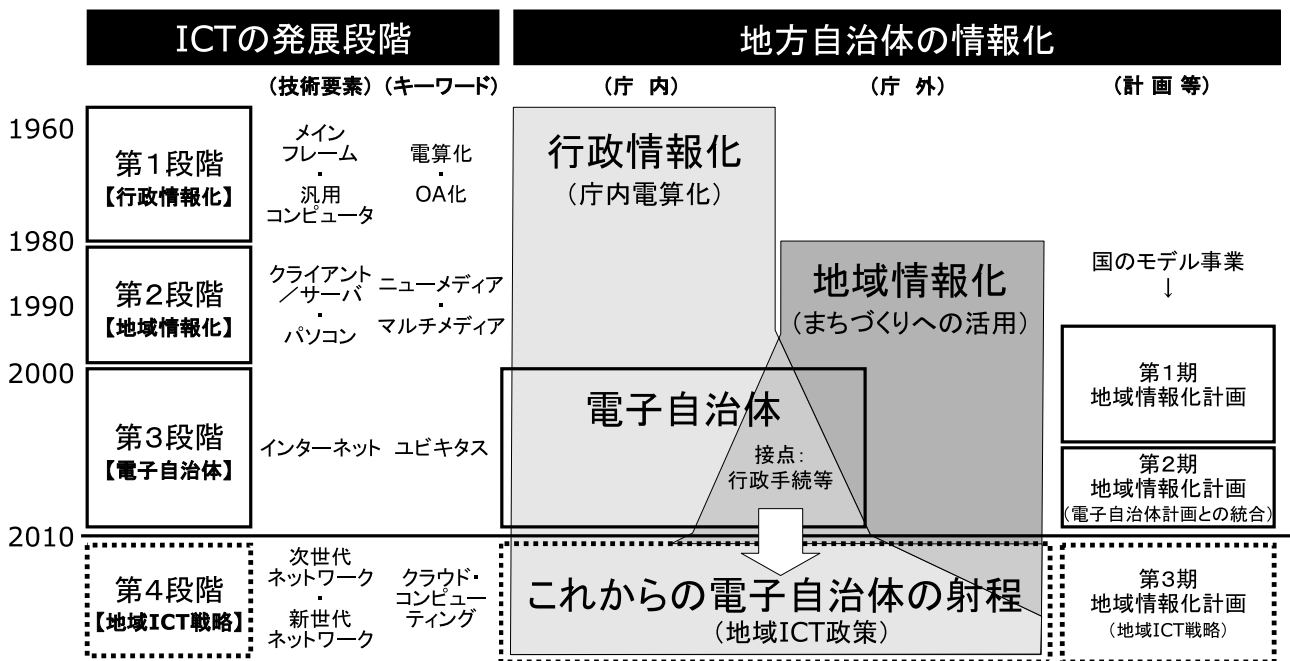 ICTの発展段階
地方自治体の情報化
(技術要素)
(キーワード)
(庁 内)
(庁 外)
(計 画 等)
1960
第1段階
【行政情報化】
メイン
フレーム
・
汎用
コンピュータ
電算化
・
OA化
行政情報化
(庁内電算化)
1980
第2段階
【地域情報化】
クライアント
/サーバ
・
パソコン
ニューメディア
・
マルチメディア
地域情報化
(まちづくりへの活用)
国のモデル事業
↓
1990
第1期
地域情報化計画
2000
第3段階
【電子自治体】
インターネット
ユビキタス
電子自治体
接点:
行政手続等
第2期
地域情報化計画
(電子自治体計画との統合)
2010
第4段階
【地域ICT戦略】
次世代
ネットワーク
・
新世代
ネットワーク
クラウド・
コンピュー
ティング
これからの電子自治体の射程
(地域ICT政策)
第3期
地域情報化計画
(地域ICT戦略)